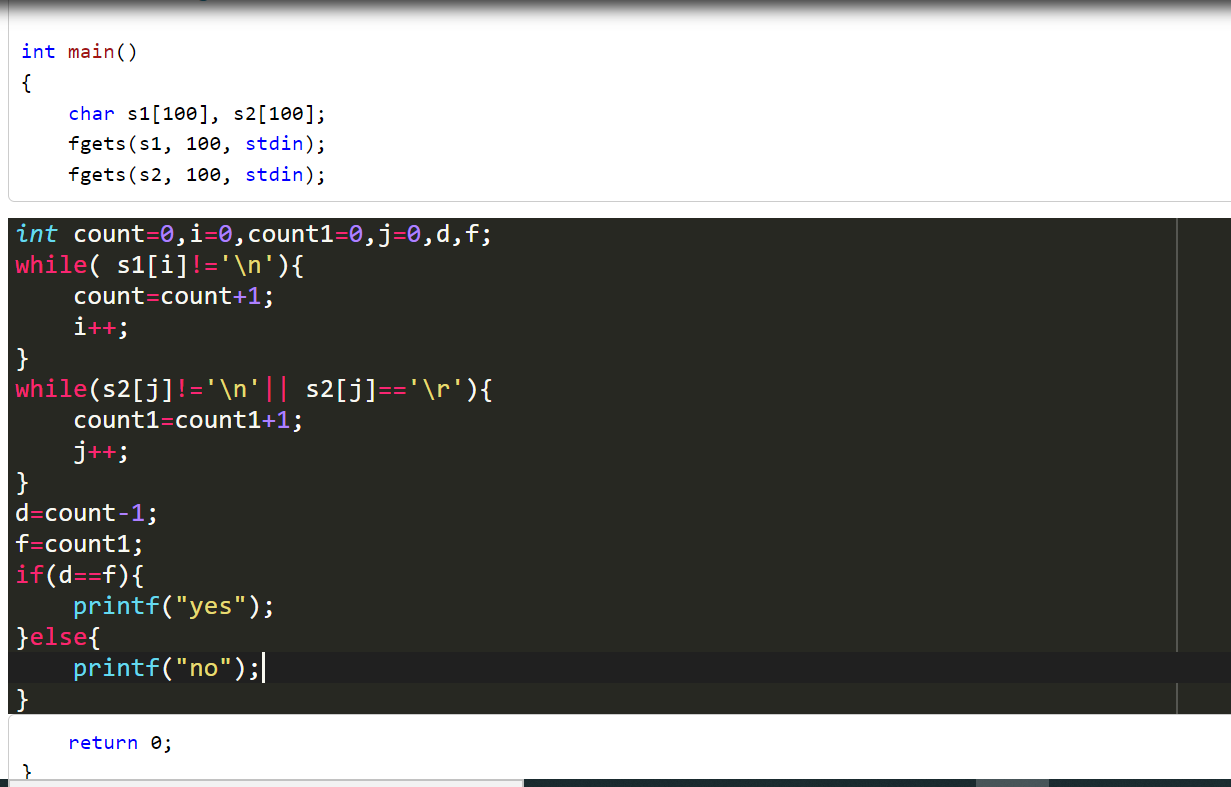 int main()
{
    char s1[100], s2[100];
    fgets(s1, 100, stdin);
    fgets(s2, 100, stdin);
int count=0,i=0,count1=0,j=0,d,f;
while( s1[i]!='\n'){
    count=count+1;
    i++;
}
while(s2[j]!='\n'|| s2[j]=='\r'){
    count1=count1+1;
    j++;
}
d=count-1;
f=count1;
if(d==f){
    printf("yes");
}else{
    printf("no");
}
    return 0;
}